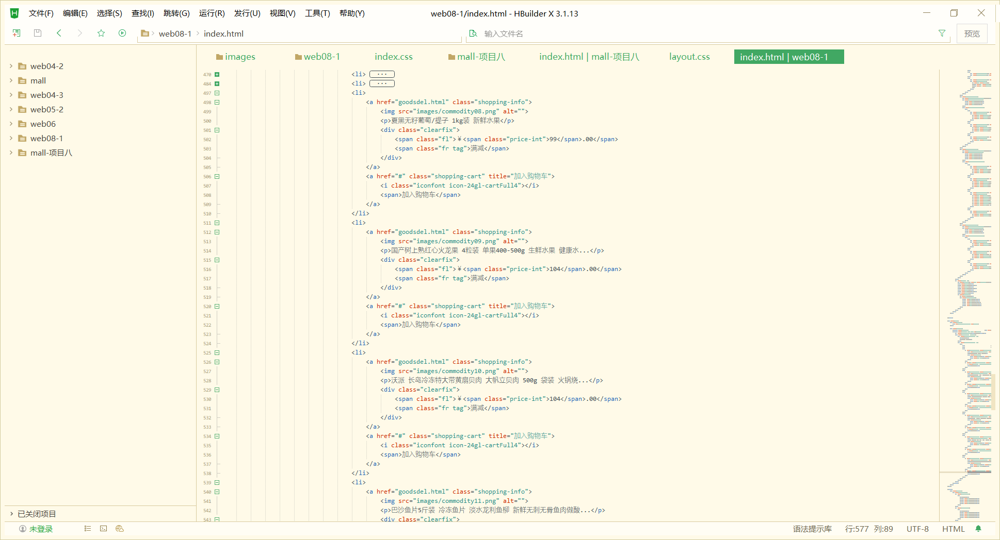 文件(F) 编辑(E) 选择(S) 查找(I) 跳转(G) 运行(R) 发行(U) 视图(V) 工具(T) 帮助(Y) web08-1/index.html - HBuilder X 3.1.13
web08-1 index.html 输入文件名 预览
images web08-1 index.css mall-项目八 index.html | mall-项目八 layout.css index.html | web08-1
web04-2
mall
web04-3
web05-2
web06
web08-1
mall-项目八
470 <li> ...
484 <li> ...
497 <li>
498 <a href="goodsdel.html" class="shopping-info">
499 <img src="images/commodity08.png" alt="">
500 <p>夏黑无籽葡萄/提子 1kg装 新鲜水果</p>
501 <div class="clearfix">
502 <span class="fl">￥<span class="price-int">99</span>.00</span>
503 <span class="fr tag">满减</span>
504 </div>
505 </a>
506 <a href="#" class="shopping-cart" title="加入购物车">
507 <i class="iconfont icon-24gl-cartFull4"></i>
508 <span>加入购物车</span>
509 </a>
510 </li>
511 <li>
512 <a href="goodsdel.html" class="shopping-info">
513 <img src="images/commodity09.png" alt="">
514 <p>国产树上熟红心火龙果 4粒装 单果400-500g 生鲜水果 健康水...</p>
515 <div class="clearfix">
516 <span class="fl">￥<span class="price-int">104</span>.00</span>
517 <span class="fr tag">满减</span>
518 </div>
519 </a>
520 <a href="#" class="shopping-cart" title="加入购物车">
521 <i class="iconfont icon-24gl-cartFull4"></i>
522 <span>加入购物车</span>
523 </a>
524 </li>
525 <li>
526 <a href="goodsdel.html" class="shopping-info">
527 <img src="images/commodity10.png" alt="">
528 <p>沃派 长岛冷冻特大带黄扇贝肉 大帆立贝肉 500g 袋装 火锅烧...</p>
529 <div class="clearfix">
530 <span class="fl">￥<span class="price-int">104</span>.00</span>
531 <span class="fr tag">满减</span>
532 </div>
533 </a>
534 <a href="#" class="shopping-cart" title="加入购物车">
535 <i class="iconfont icon-24gl-cartFull4"></i>
536 <span>加入购物车</span>
537 </a>
538 </li>
539 <li>
540 <a href="goodsdel.html" class="shopping-info">
541 <img src="images/commodity11.png" alt="">
542 <p>巴沙鱼片5斤装 冷冻鱼片 淡水龙利鱼柳 新鲜无刺无骨鱼肉做酸...</p>
543 <div class="clearfix">
已关闭项目
未登录 语法提示库 行:577 列:89 UTF-8 HTML